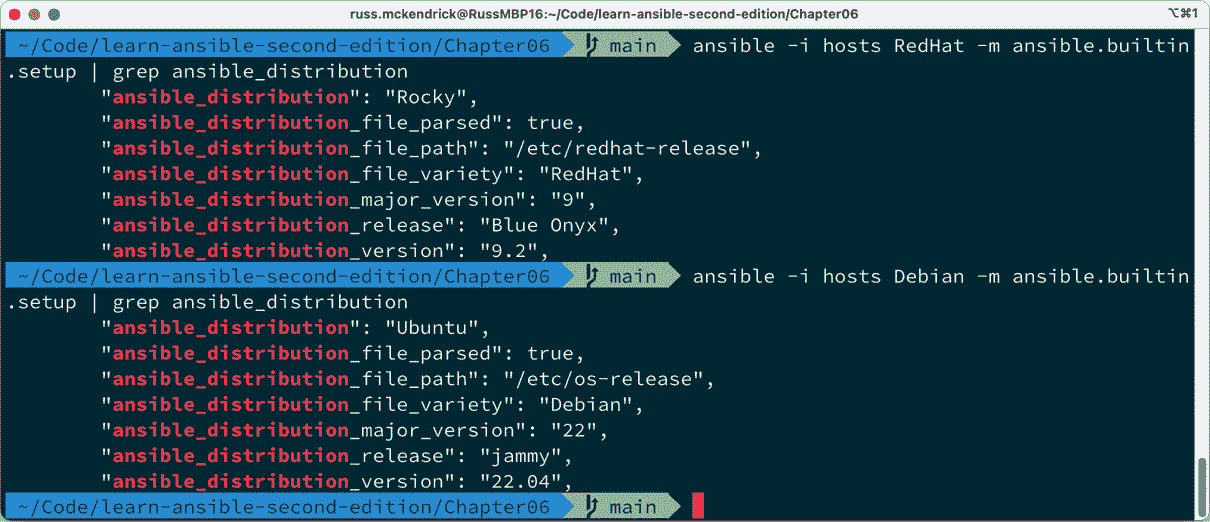 russ.mckendrick@RussMBP16:~/Code/learn-ansible-second-edition/Chapter06 ⌥⌘1
~/Code/learn-ansible-second-edition/Chapter06 main ansible -i hosts RedHat -m ansible.builtin
.setup | grep ansible_distribution
"ansible_distribution": "Rocky",
"ansible_distribution_file_parsed": true,
"ansible_distribution_file_path": "/etc/redhat-release",
"ansible_distribution_file_variety": "RedHat",
"ansible_distribution_major_version": "9",
"ansible_distribution_release": "Blue Onyx",
"ansible_distribution_version": "9.2",
~/Code/learn-ansible-second-edition/Chapter06 main ansible -i hosts Debian -m ansible.builtin
.setup | grep ansible_distribution
"ansible_distribution": "Ubuntu",
"ansible_distribution_file_parsed": true,
"ansible_distribution_file_path": "/etc/os-release",
"ansible_distribution_file_variety": "Debian",
"ansible_distribution_major_version": "22",
"ansible_distribution_release": "jammy",
"ansible_distribution_version": "22.04",
~/Code/learn-ansible-second-edition/Chapter06 main